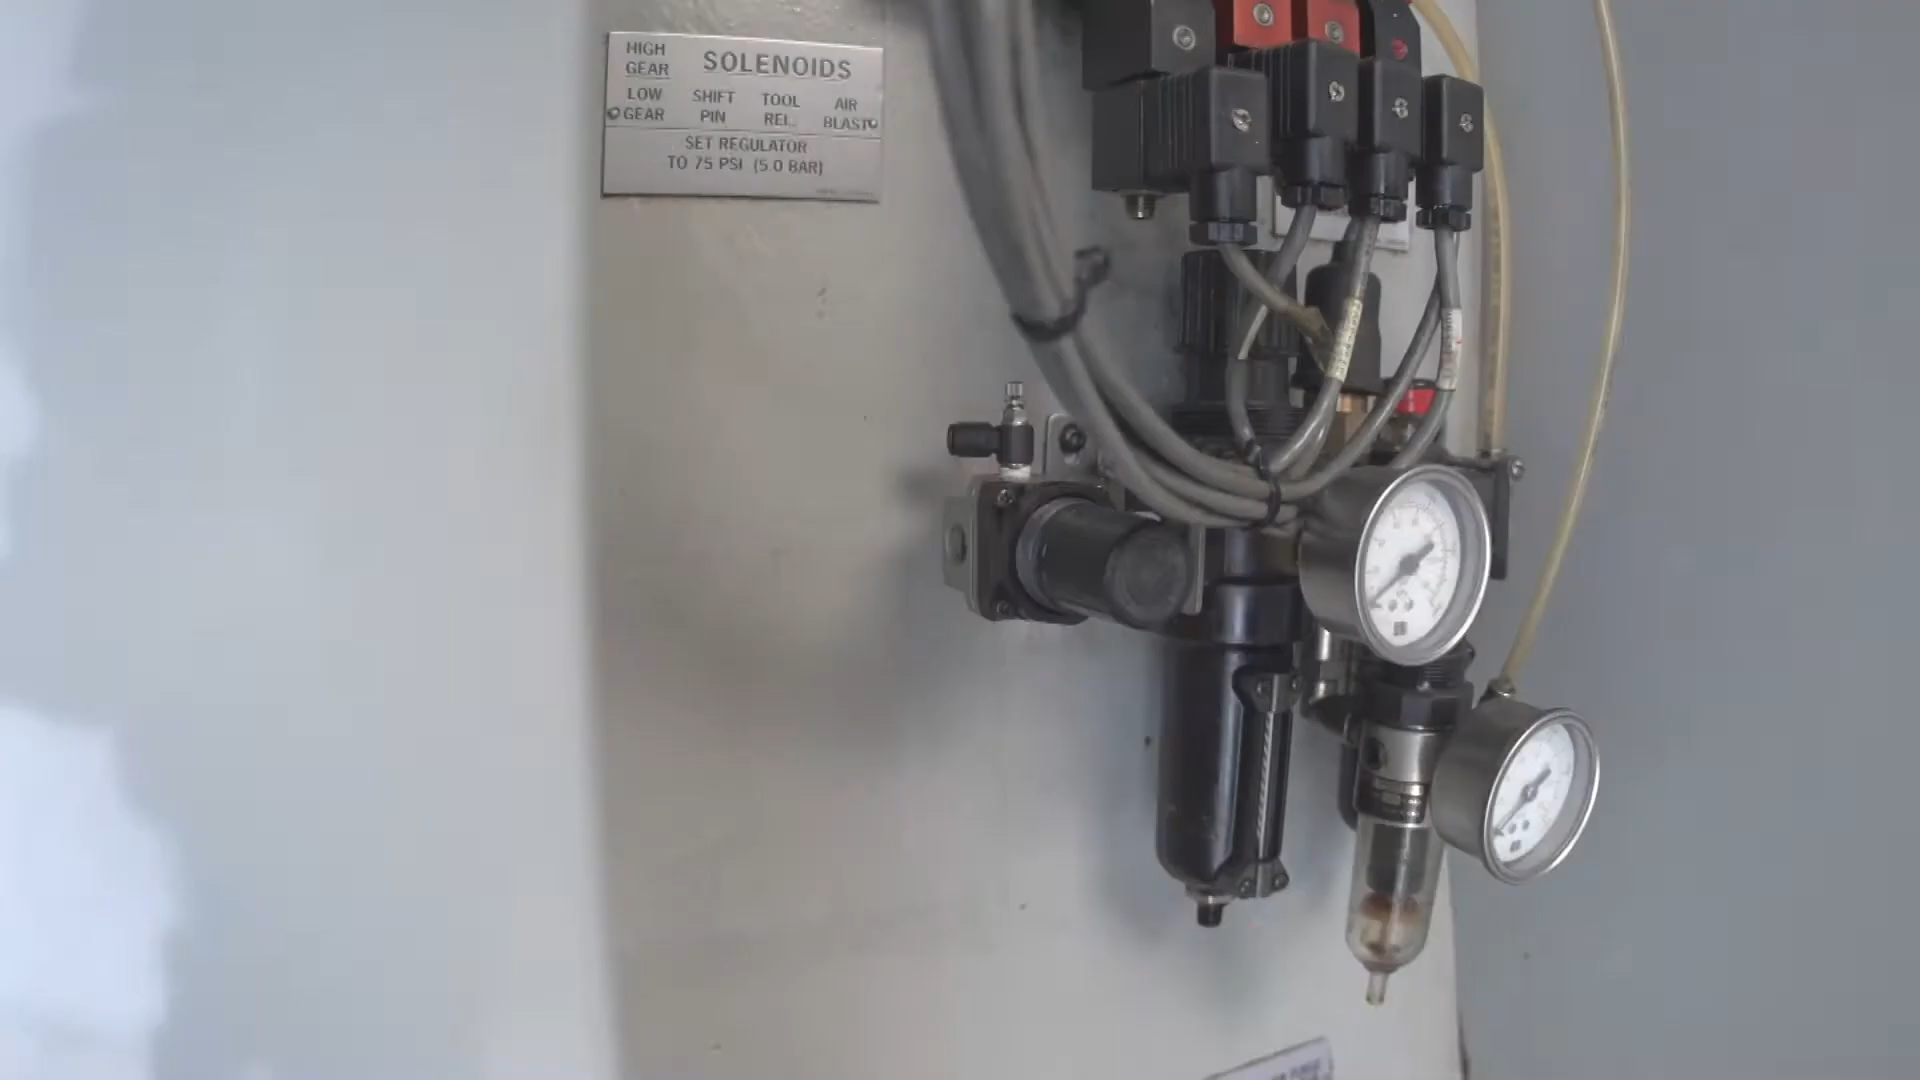 HIGH
GEAR
SOLENOIDS
LOW
GEAR
SHIFT
PIN
TOOL
REL.
AIR
BLAST
SET REGULATOR
TO 75 PSI (5.0 BAR)